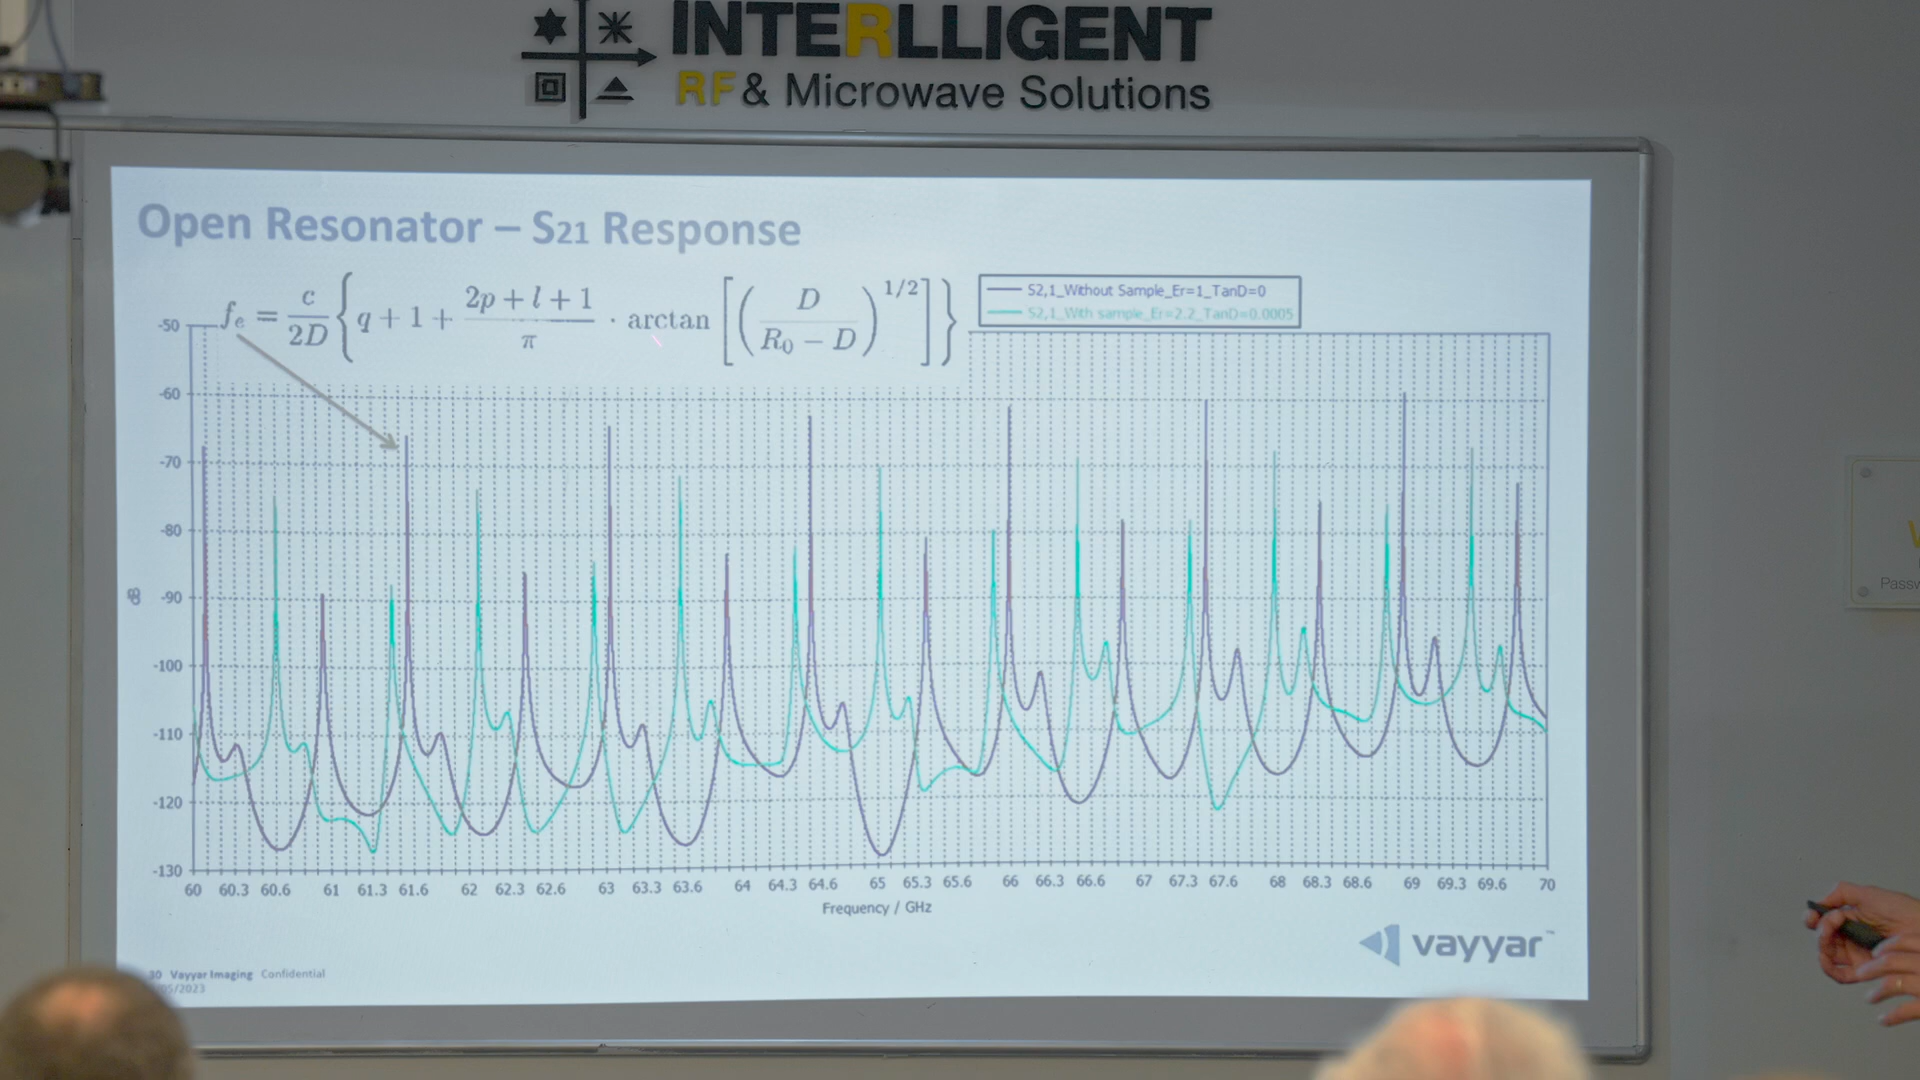 INTERLLIGENT
RF & Microwave Solutions
Open Resonator – S21 Response
f_e = c/2D { q + 1 + (2p + l + 1)/π · arctan [ ( D/(R_0 − D) )^1/2 ] }
S2,1_Without Sample_Er=1_TanD=0
S2,1_With sample_Er=2.2_TanD=0.0005
-50
-60
-70
-80
-90
-100
-110
-120
-130
dB
60 60.3 60.6 61 61.3 61.6 62 62.3 62.6 63 63.3 63.6 64 64.3 64.6 65 65.3 65.6 66 66.3 66.6 67 67.3 67.6 68 68.3 68.6 69 69.3 69.6 70
Frequency / GHz
vayyar™
30 Vayyar Imaging Confidential
/05/2023
Passw